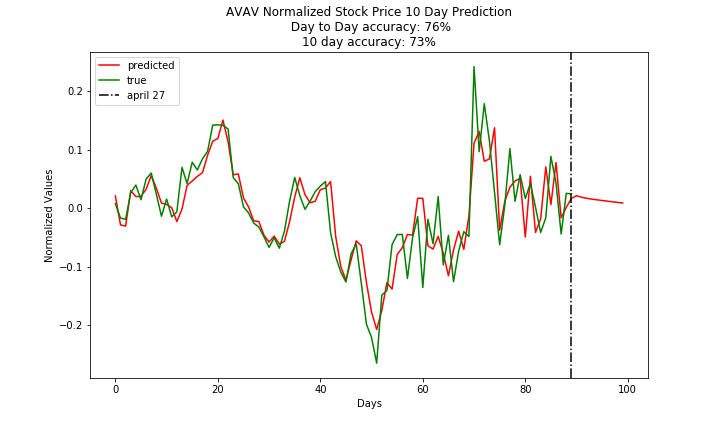 AVAV Normalized Stock Price 10 Day Prediction
Day to Day accuracy: 76%
10 day accuracy: 73%
predicted
true
april 27
Normalized Values
0.2
0.1
0.0
−0.1
−0.2
0 20 40 60 80 100
Days